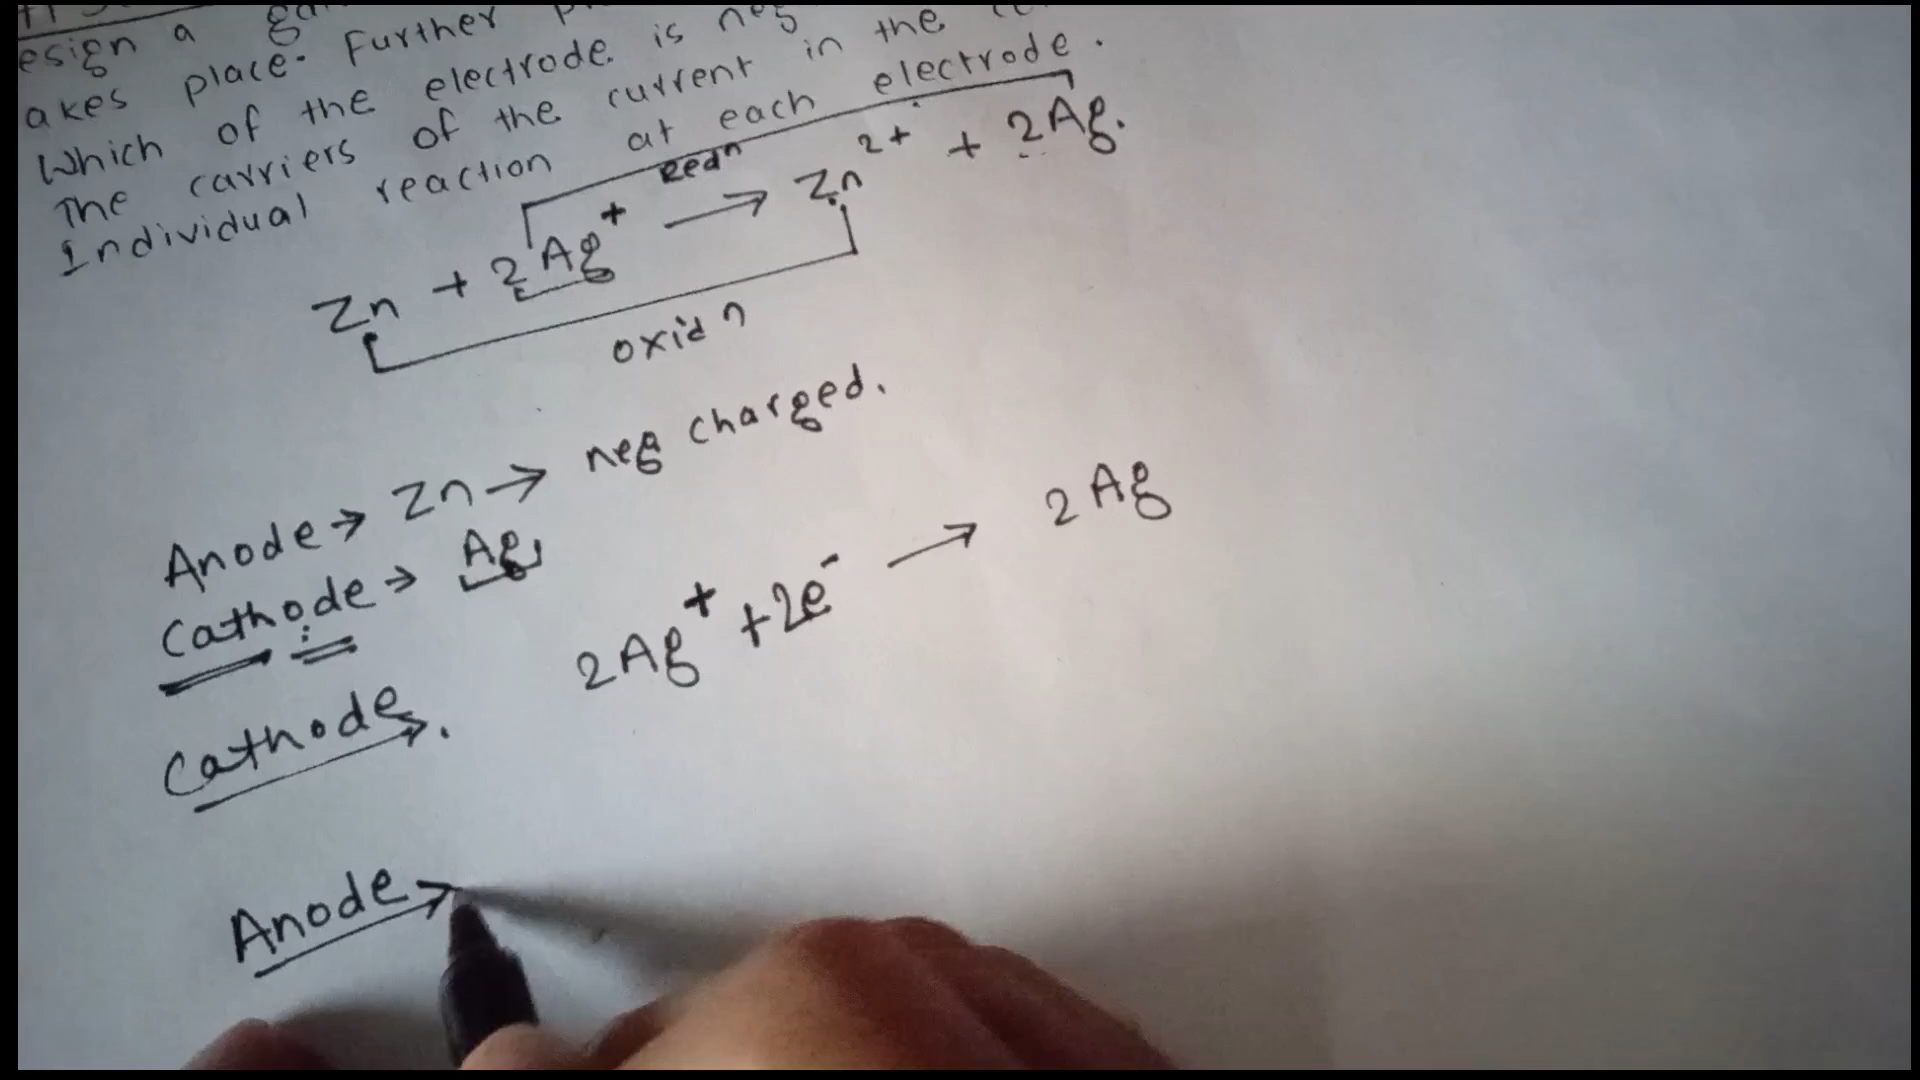 esign a
akes place. Further
Which of the electrode is neg
The carriers of the current in the
Individual reaction at each electrode.
Redn
Zn + 2Ag+ → Zn2+ + 2Ag.
oxidn
Anode → Zn → neg charged.
Cathode → Ag
Cathode → 2Ag+ + 2e- → 2Ag
Anode →